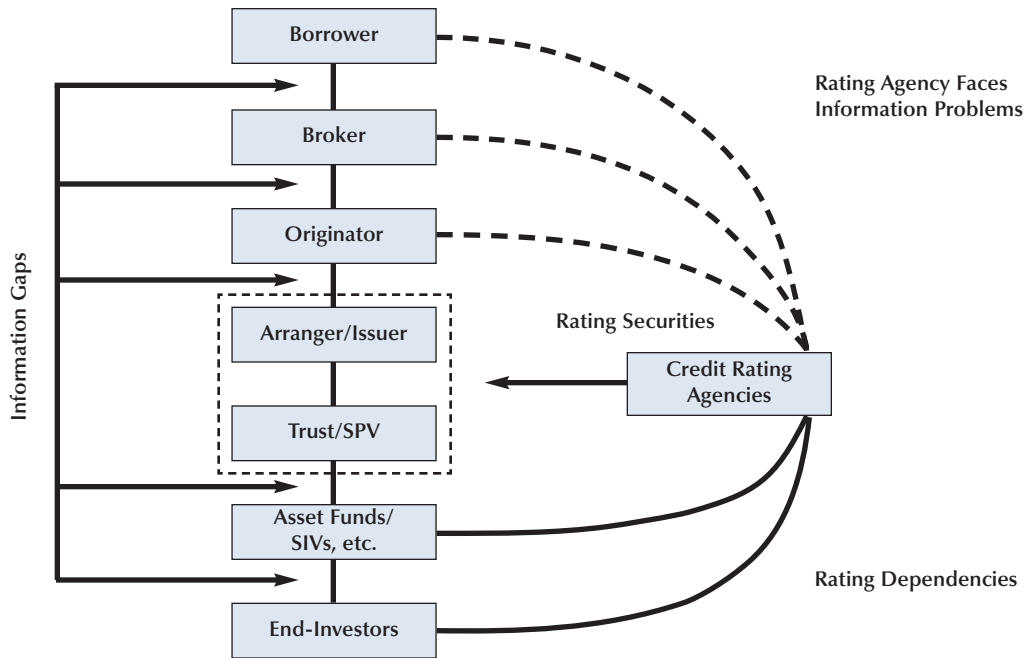 Borrower
Rating Agency Faces
Information Problems
Broker
Originator
Information Gaps
Arranger/Issuer
Rating Securities
Credit Rating
Agencies
Trust/SPV
Asset Funds/
SIVs, etc.
Rating Dependencies
End-Investors